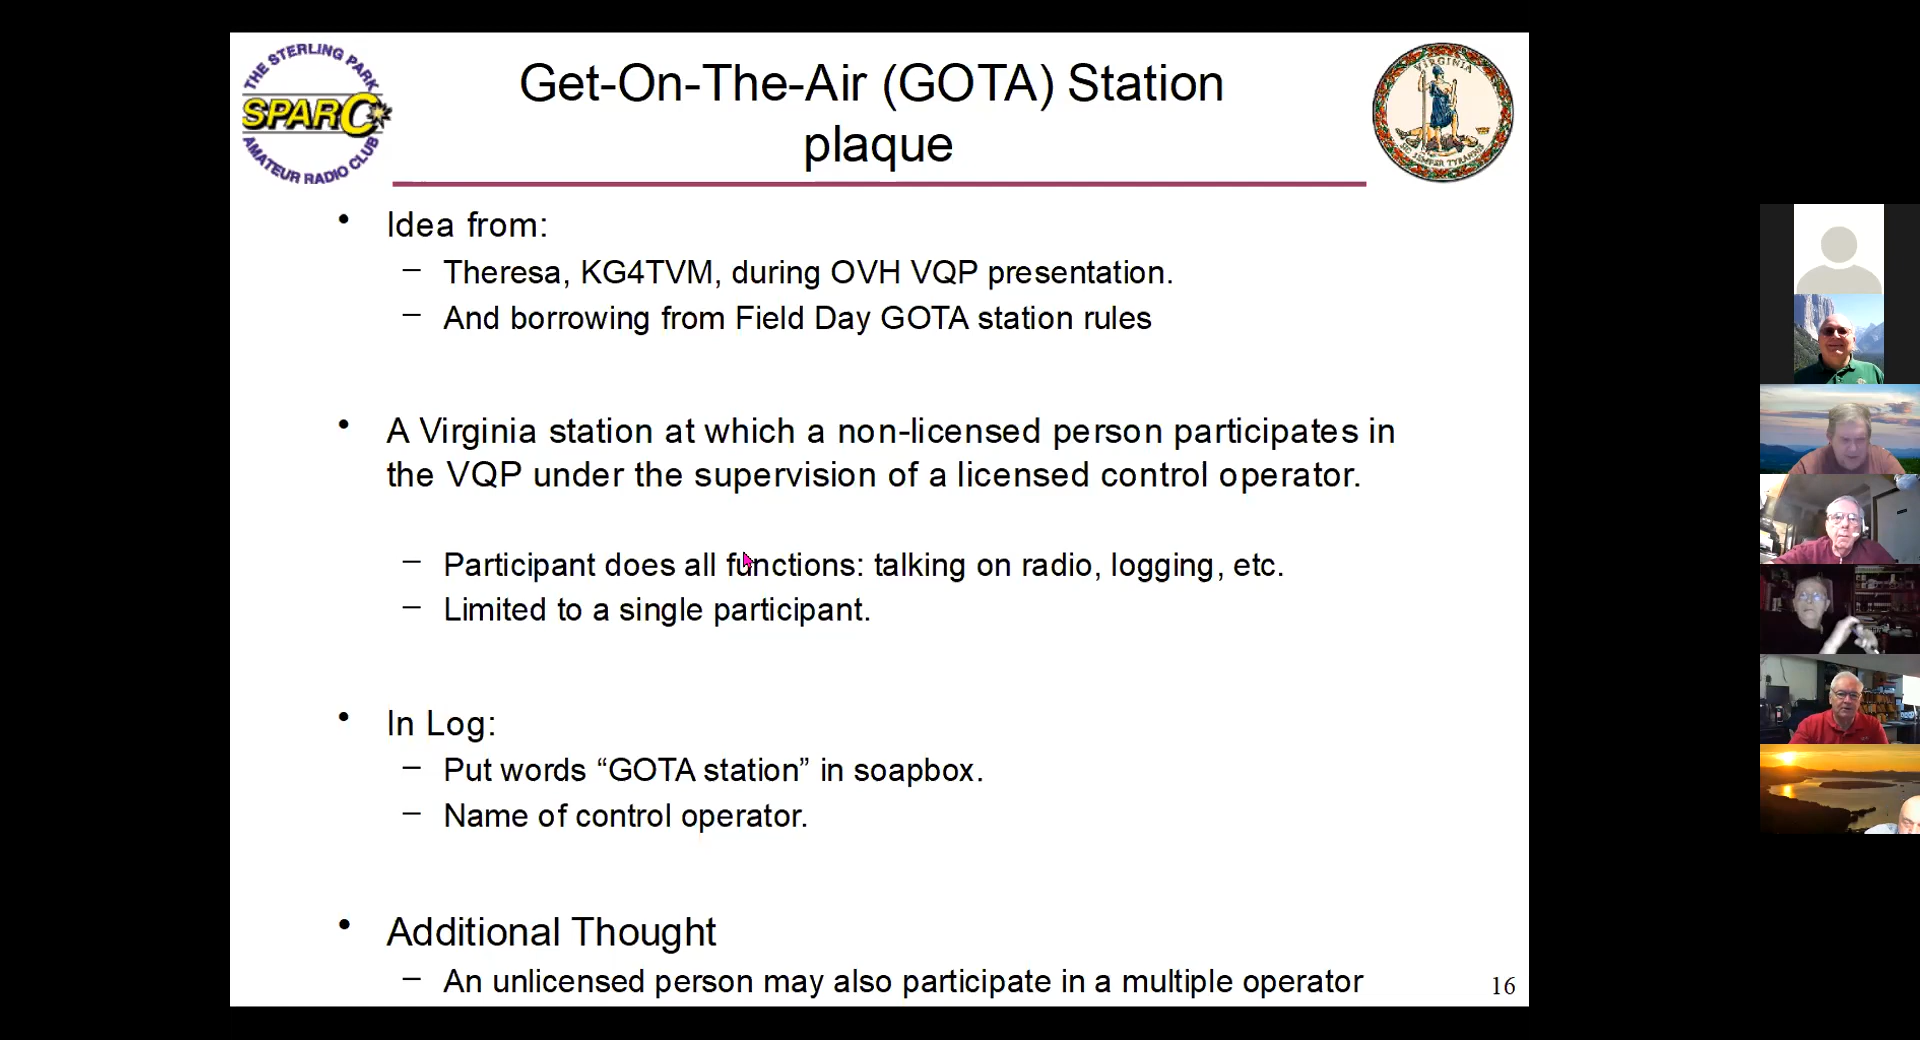 THE STERLING PARK
SPARC
AMATEUR RADIO CLUB
Get-On-The-Air (GOTA) Station
plaque
VIRGINIA
SIC SEMPER TYRANNIS
• Idea from:
– Theresa, KG4TVM, during OVH VQP presentation.
– And borrowing from Field Day GOTA station rules
• A Virginia station at which a non-licensed person participates in
the VQP under the supervision of a licensed control operator.
– Participant does all functions: talking on radio, logging, etc.
– Limited to a single participant.
• In Log:
– Put words “GOTA station” in soapbox.
– Name of control operator.
• Additional Thought
– An unlicensed person may also participate in a multiple operator
16